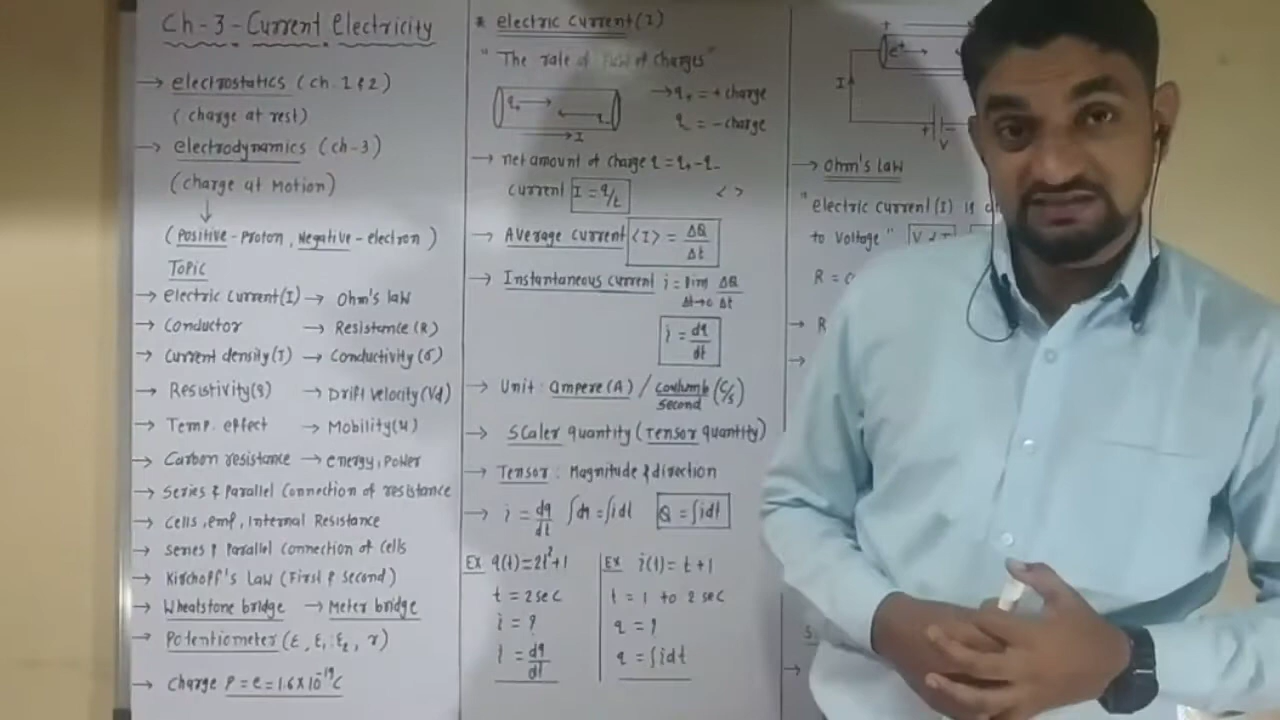 Ch-3-Current Electricity
→ electrostatics (ch. 1 & 2)
(charge at rest)
→ electrodynamics (ch-3)
(charge at Motion)
↓
(Positive-Proton, Negative-electron)
Topic
→ electric current(I) → Ohm's law
→ Conductor → Resistance (R)
→ Current density(J) → Conductivity (σ)
→ Resistivity(ρ) → Drift velocity(Vd)
→ Temp. effect → Mobility(μ)
→ Carbon resistance → energy, Power
→ Series & Parallel Connection of resistance
→ Cells, emf, Internal Resistance
→ Series & Parallel Connection of cells
→ Kirchoff's Law (First & Second)
→ Wheatstone bridge → Meter bridge
→ Potentiometer (ε, ε₁:ε₂, r)
→ Charge P = e = 1.6 × 10⁻¹⁹C
* electric current (I)
"The rate of Flow of Charges"
q₊ → ← q₋
→ I
→ q₊ = + charge
q₋ = - charge
→ net amount of charge q = q₊ - q₋
current I = q/t < >
→ Average current <I> = ΔQ/Δt
→ Instantaneous current i = lim Δt→0 ΔQ/Δt
i = dq/dt
→ Unit : Ampere (A) / coulumb/second (C/s)
→ Scaler quantity (Tensor quantity)
→ Tensor : Magnitude & direction
→ i = dq/dt ∫dq = ∫idt Q = ∫idt
Ex q(t) = 2t²+1
t = 2 sec
i = ?
i = dq/dt
Ex i(t) = t+1
t = 1 to 2 sec
q = ?
q = ∫idt
+
e⁺ →
I
+ V
→ Ohm's law
"electric current (I) is
to voltage" V ∝ I
R =
→ R
→
S
→